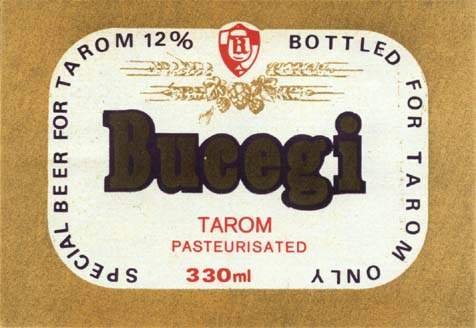 SPECIAL BEER FOR TAROM 12%
BOTTLED FOR TAROM ONLY
Bucegi
TAROM
PASTEURISATED
330ml